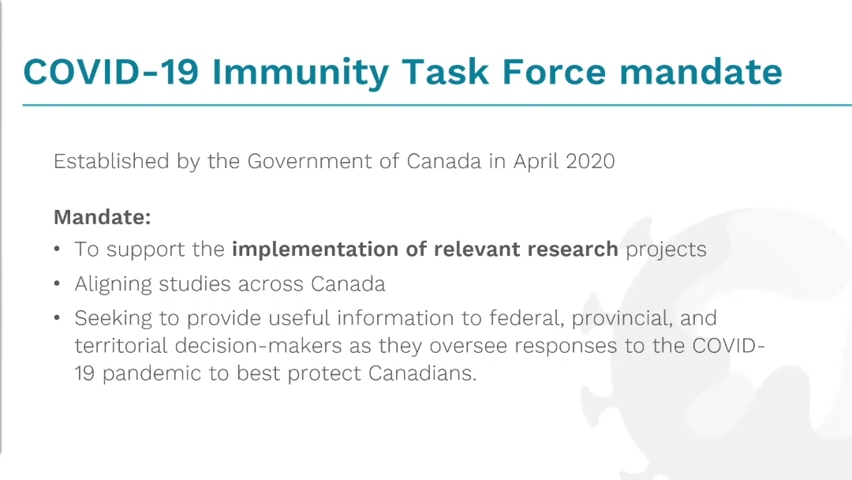 COVID-19 Immunity Task Force mandate
Established by the Government of Canada in April 2020
Mandate:
• To support the implementation of relevant research projects
• Aligning studies across Canada
• Seeking to provide useful information to federal, provincial, and
territorial decision-makers as they oversee responses to the COVID-
19 pandemic to best protect Canadians.